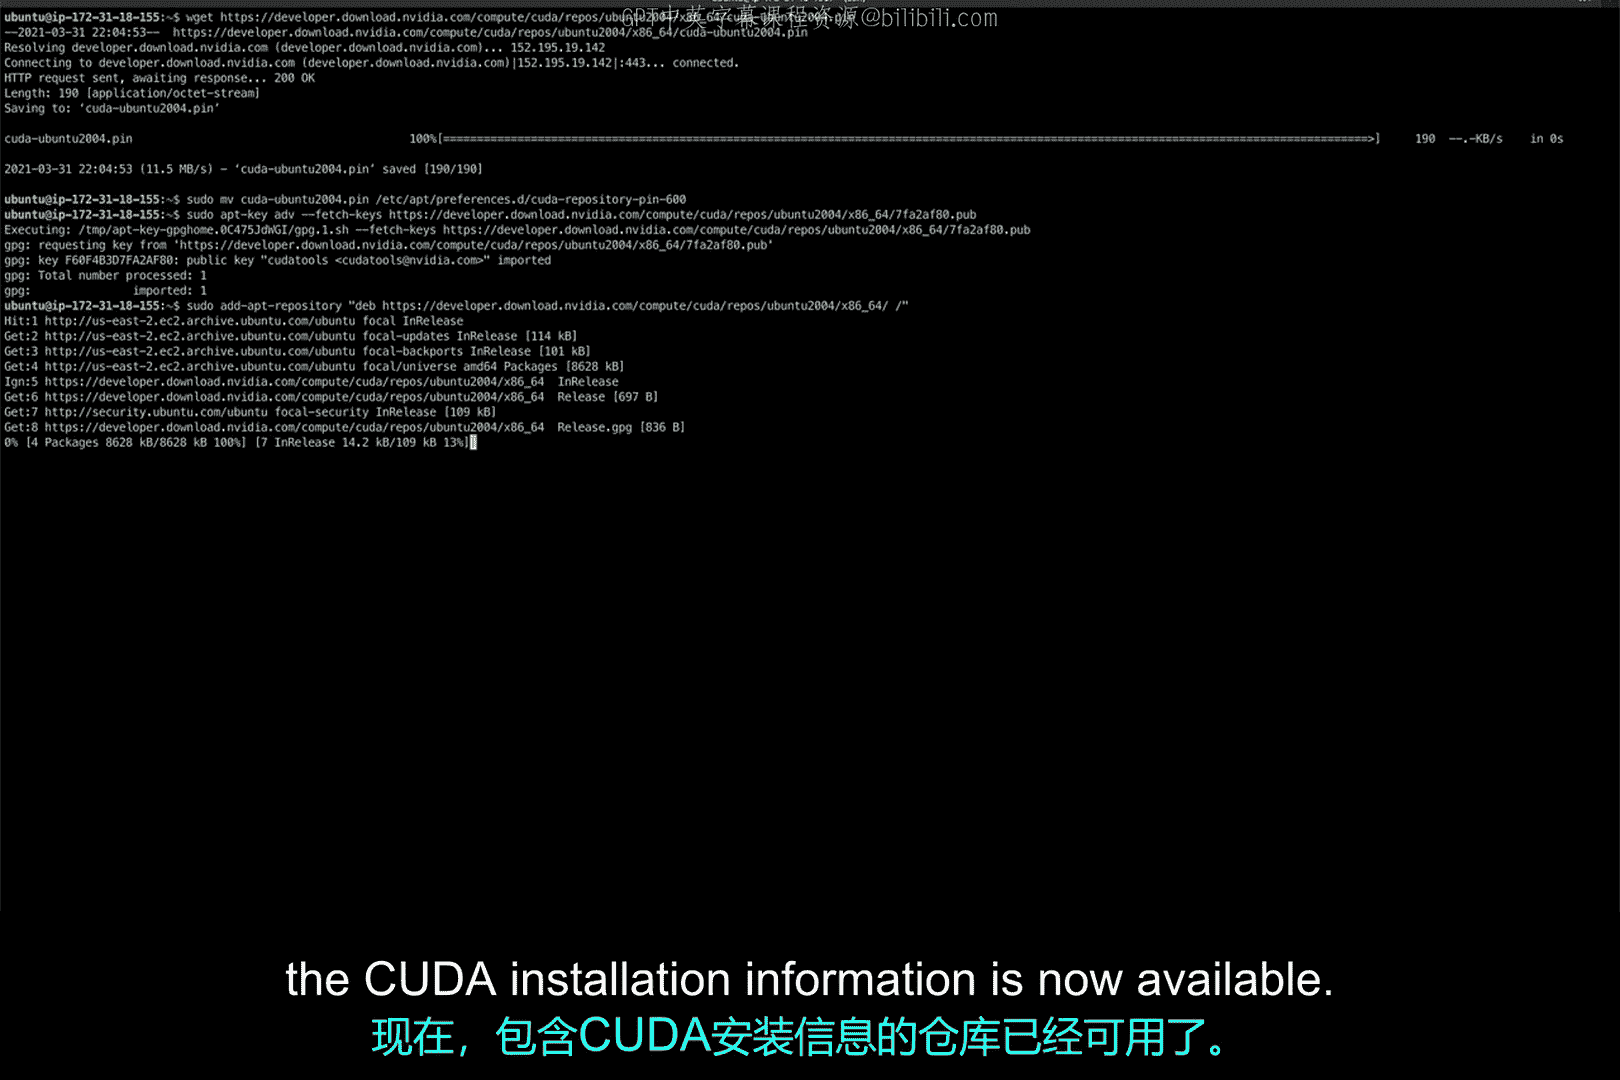 ubuntu@ip-172-31-18-155:~$ wget https://developer.download.nvidia.com/compute/cuda/repos/ubuntu2004/x86_64/cuda-ubuntu2004.pin
GPT中英字幕课程资源@bilibili.com
--2021-03-31 22:04:53--  https://developer.download.nvidia.com/compute/cuda/repos/ubuntu2004/x86_64/cuda-ubuntu2004.pin
Resolving developer.download.nvidia.com (developer.download.nvidia.com)... 152.195.19.142
Connecting to developer.download.nvidia.com (developer.download.nvidia.com)|152.195.19.142|:443... connected.
HTTP request sent, awaiting response... 200 OK
Length: 190 [application/octet-stream]
Saving to: ‘cuda-ubuntu2004.pin’
cuda-ubuntu2004.pin 100%[=====================================================>] 190 --.-KB/s in 0s
2021-03-31 22:04:53 (11.5 MB/s) - ‘cuda-ubuntu2004.pin’ saved [190/190]
ubuntu@ip-172-31-18-155:~$ sudo mv cuda-ubuntu2004.pin /etc/apt/preferences.d/cuda-repository-pin-600
ubuntu@ip-172-31-18-155:~$ sudo apt-key adv --fetch-keys https://developer.download.nvidia.com/compute/cuda/repos/ubuntu2004/x86_64/7fa2af80.pub
Executing: /tmp/apt-key-gpghome.0C475JdWGI/gpg.1.sh --fetch-keys https://developer.download.nvidia.com/compute/cuda/repos/ubuntu2004/x86_64/7fa2af80.pub
gpg: requesting key from 'https://developer.download.nvidia.com/compute/cuda/repos/ubuntu2004/x86_64/7fa2af80.pub'
gpg: key F60F4B3D7FA2AF80: public key "cudatools <cudatools@nvidia.com>" imported
gpg: Total number processed: 1
gpg:               imported: 1
ubuntu@ip-172-31-18-155:~$ sudo add-apt-repository "deb https://developer.download.nvidia.com/compute/cuda/repos/ubuntu2004/x86_64/ /"
Hit:1 http://us-east-2.ec2.archive.ubuntu.com/ubuntu focal InRelease
Get:2 http://us-east-2.ec2.archive.ubuntu.com/ubuntu focal-updates InRelease [114 kB]
Get:3 http://us-east-2.ec2.archive.ubuntu.com/ubuntu focal-backports InRelease [101 kB]
Get:4 http://us-east-2.ec2.archive.ubuntu.com/ubuntu focal/universe amd64 Packages [8628 kB]
Ign:5 https://developer.download.nvidia.com/compute/cuda/repos/ubuntu2004/x86_64  InRelease
Get:6 https://developer.download.nvidia.com/compute/cuda/repos/ubuntu2004/x86_64  Release [697 B]
Get:7 http://security.ubuntu.com/ubuntu focal-security InRelease [109 kB]
Get:8 https://developer.download.nvidia.com/compute/cuda/repos/ubuntu2004/x86_64  Release.gpg [836 B]
0% [4 Packages 8628 kB/8628 kB 100%] [7 InRelease 14.2 kB/109 kB 13%]
the CUDA installation information is now available.
现在，包含CUDA安装信息的仓库已经可用了。